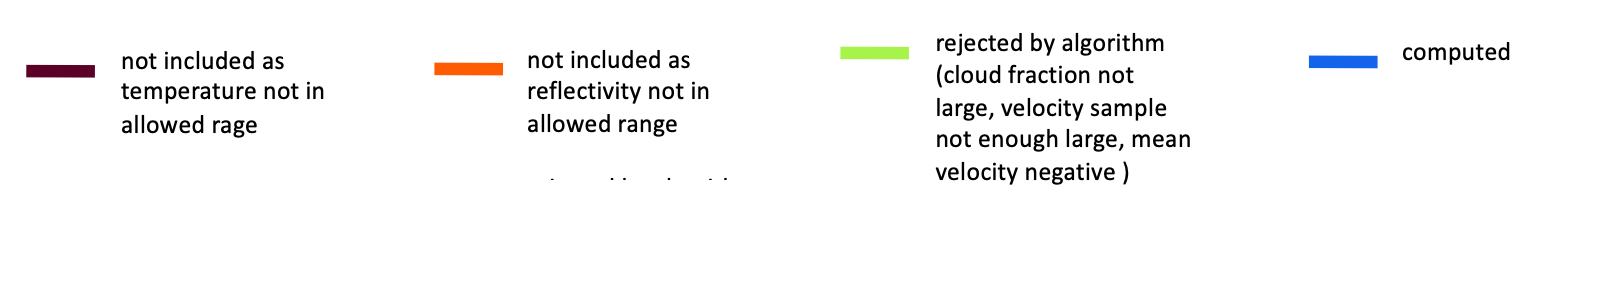 not included as
temperature not in
allowed rage
not included as
reflectivity not in
allowed range
rejected by algorithm
(cloud fraction not
large, velocity sample
not enough large, mean
velocity negative )
computed